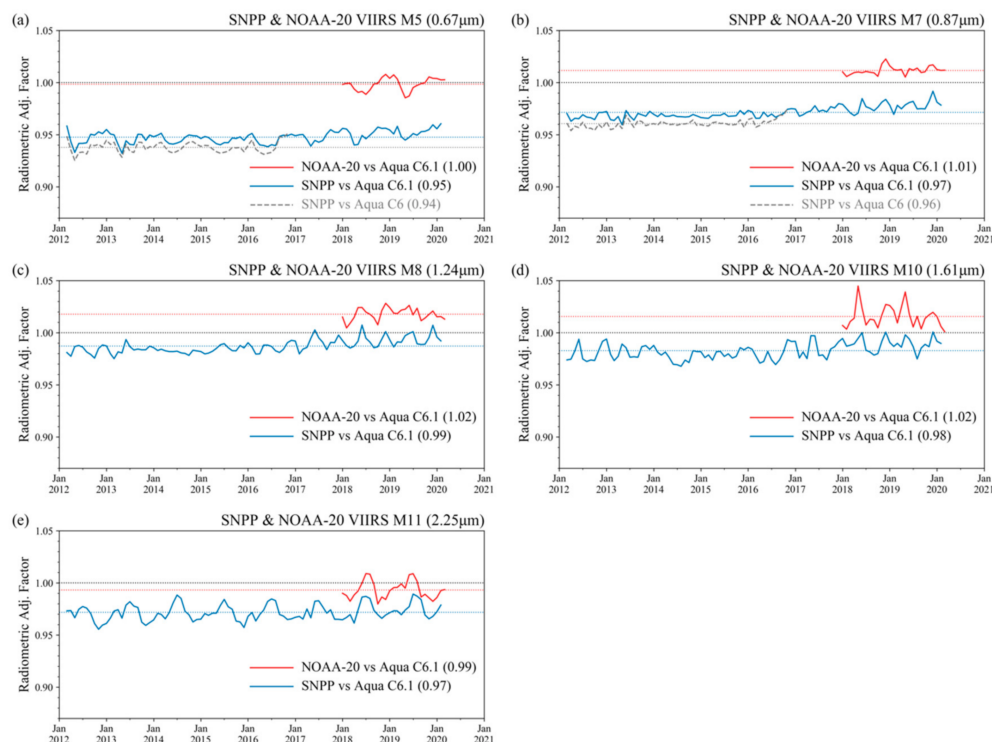 (a) SNPP & NOAA-20 VIIRS M5 (0.67μm)
Radiometric Adj. Factor
1.05
1.00
0.95
0.90
NOAA-20 vs Aqua C6.1 (1.00)
SNPP vs Aqua C6.1 (0.95)
SNPP vs Aqua C6 (0.94)
Jan Jan Jan Jan Jan Jan Jan Jan Jan Jan
2012 2013 2014 2015 2016 2017 2018 2019 2020 2021
(b) SNPP & NOAA-20 VIIRS M7 (0.87μm)
Radiometric Adj. Factor
1.05
1.00
0.95
0.90
NOAA-20 vs Aqua C6.1 (1.01)
SNPP vs Aqua C6.1 (0.97)
SNPP vs Aqua C6 (0.96)
Jan Jan Jan Jan Jan Jan Jan Jan Jan Jan
2012 2013 2014 2015 2016 2017 2018 2019 2020 2021
(c) SNPP & NOAA-20 VIIRS M8 (1.24μm)
Radiometric Adj. Factor
1.05
1.00
0.95
0.90
NOAA-20 vs Aqua C6.1 (1.02)
SNPP vs Aqua C6.1 (0.99)
Jan Jan Jan Jan Jan Jan Jan Jan Jan Jan
2012 2013 2014 2015 2016 2017 2018 2019 2020 2021
(d) SNPP & NOAA-20 VIIRS M10 (1.61μm)
Radiometric Adj. Factor
1.05
1.00
0.95
0.90
NOAA-20 vs Aqua C6.1 (1.02)
SNPP vs Aqua C6.1 (0.98)
Jan Jan Jan Jan Jan Jan Jan Jan Jan Jan
2012 2013 2014 2015 2016 2017 2018 2019 2020 2021
(e) SNPP & NOAA-20 VIIRS M11 (2.25μm)
Radiometric Adj. Factor
1.05
1.00
0.95
0.90
NOAA-20 vs Aqua C6.1 (0.99)
SNPP vs Aqua C6.1 (0.97)
Jan Jan Jan Jan Jan Jan Jan Jan Jan Jan
2012 2013 2014 2015 2016 2017 2018 2019 2020 2021